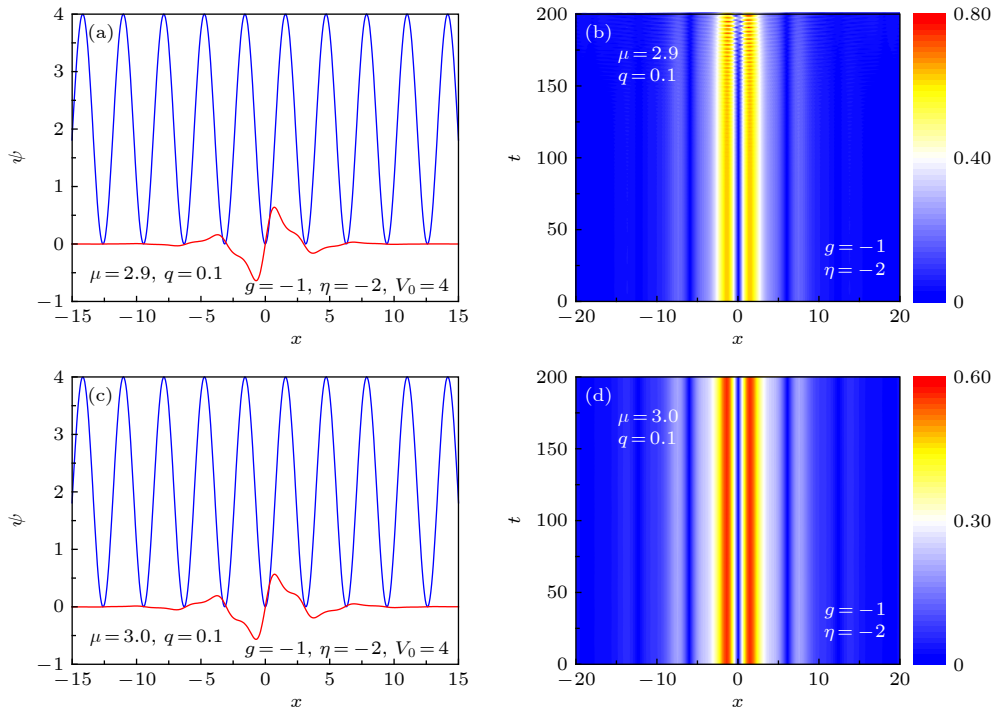 (a)
4
3
2
1
0
−1
ψ
μ=2.9, q=0.1
g=−1, η=−2, V₀=4
−15 −10 −5 0 5 10 15
x
(b)
200
150
100
50
0
t
μ=2.9
q=0.1
g=−1
η=−2
−20 −10 0 10 20
x
0.80
0.40
0
(c)
4
3
2
1
0
−1
ψ
μ=3.0, q=0.1
g=−1, η=−2, V₀=4
−15 −10 −5 0 5 10 15
x
(d)
200
150
100
50
0
t
μ=3.0
q=0.1
g=−1
η=−2
−20 −10 0 10 20
x
0.60
0.30
0